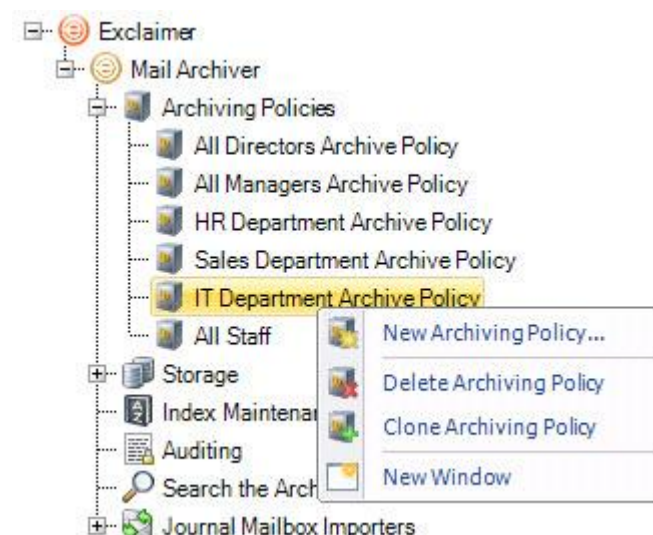 Exclaimer
Mail Archiver
Archiving Policies
All Directors Archive Policy
All Managers Archive Policy
HR Department Archive Policy
Sales Department Archive Policy
IT Department Archive Policy
All Staff
New Archiving Policy...
Storage
Delete Archiving Policy
Index Maintenan
Clone Archiving Policy
Auditing
New Window
Search the Arch
Journal Mailbox Importers